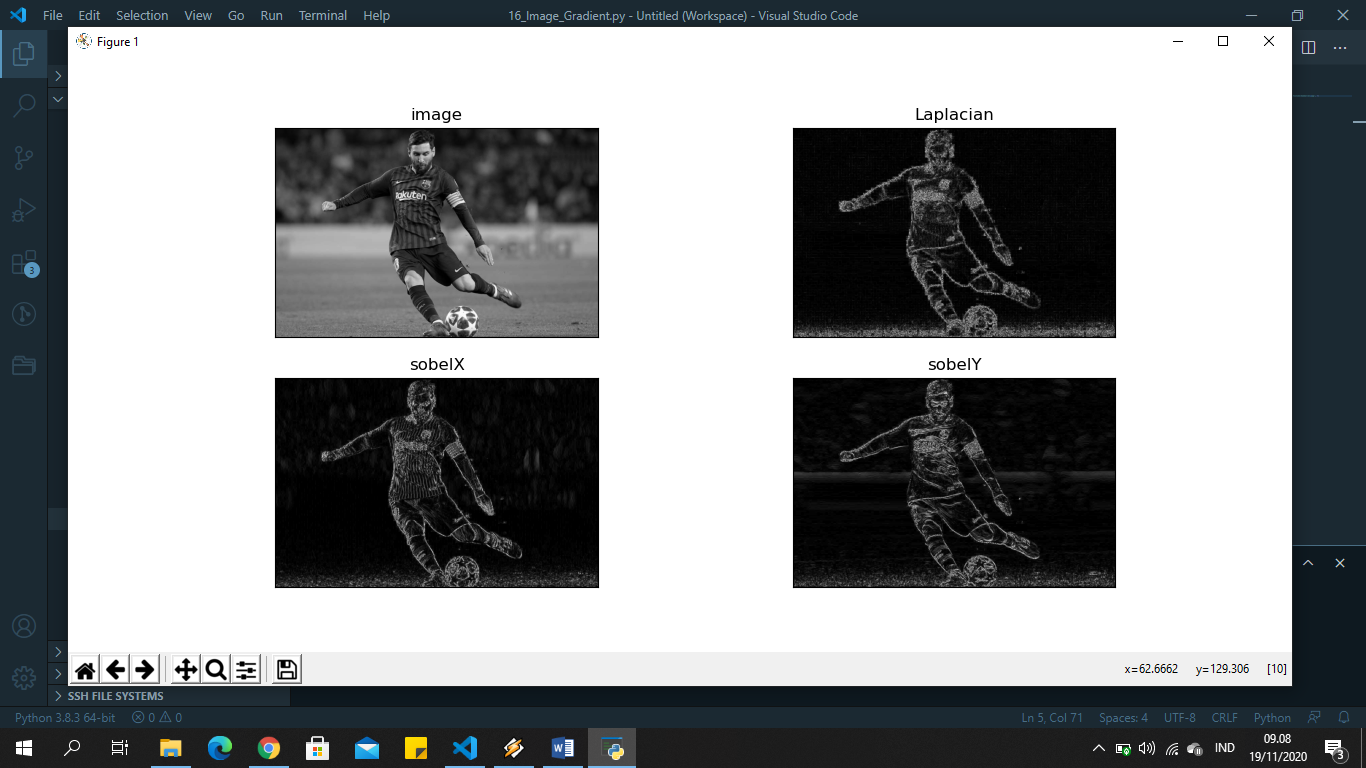 File Edit Selection View Go Run Terminal Help 16_Image_Gradient.py - Untitled (Workspace) - Visual Studio Code
Figure 1
image
Laplacian
Rakuten
sobelX
sobelY
3
x=62.6662 y=129.306 [10]
SSH FILE SYSTEMS
Python 3.8.3 64-bit 0 0 Ln 5, Col 71 Spaces: 4 UTF-8 CRLF Python
IND
09.08
19/11/2020
3